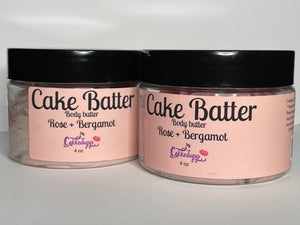 Cake Batter
Body butter
Rose + Bergamot
4 oz
Cake Batter
Body butter
Rose + Bergamot
4 oz